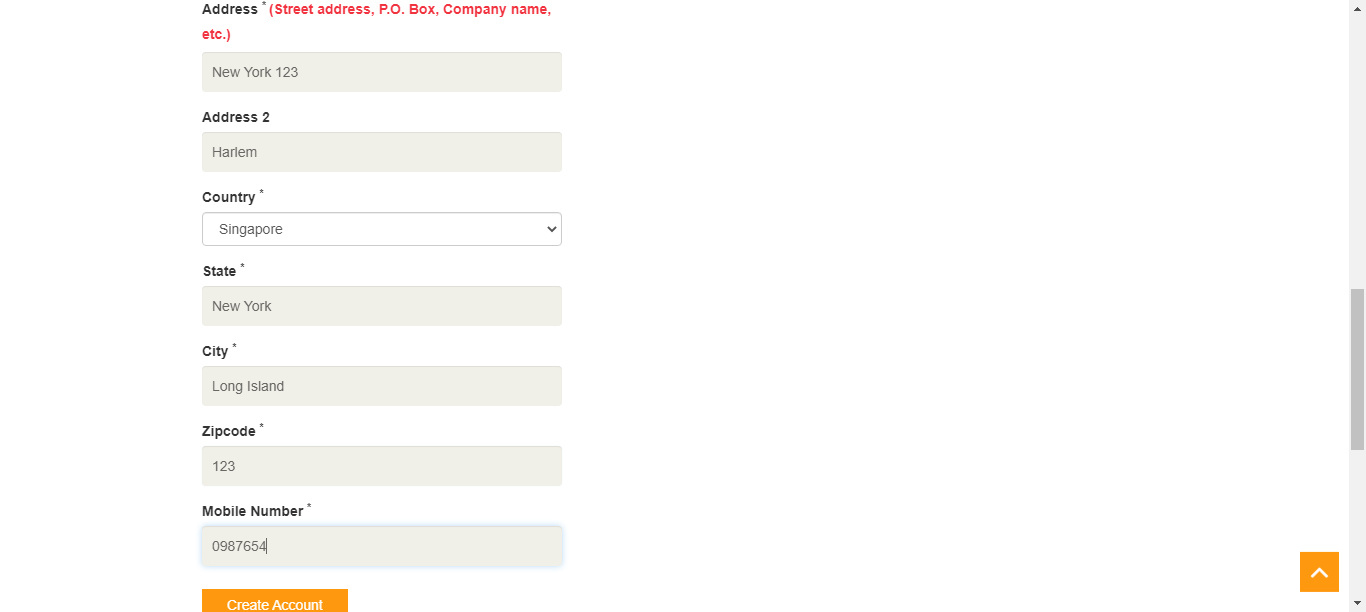 Address * (Street address, P.O. Box, Company name,
etc.)
New York 123
Address 2
Harlem
Country *
Singapore
State *
New York
City *
Long Island
Zipcode *
123
Mobile Number *
0987654
Create Account